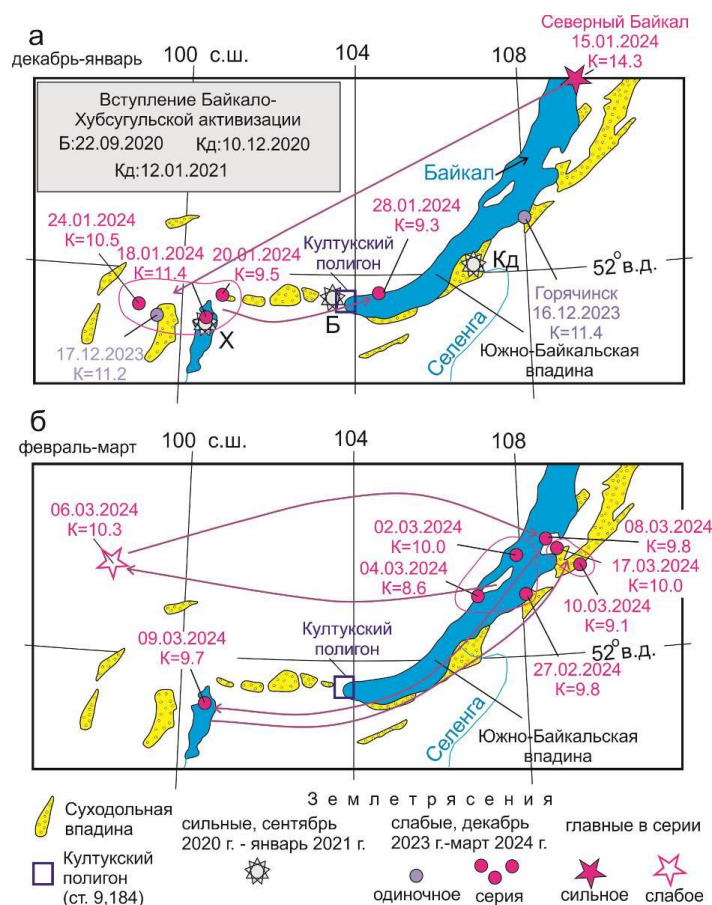 а
декабрь-январь
100 с.ш.
104
108
Северный Байкал
15.01.2024
К=14.3
Вступление Байкало-
Хубсугульской активизации
Б:22.09.2020 Кд:10.12.2020
Кд:12.01.2021
Байкал
24.01.2024
К=10.5
18.01.2024
К=11.4
20.01.2024
К=9.5
28.01.2024
К=9.3
Култукский
полигон
Кд
52° в.д.
Горячинск
16.12.2023
К=11.4
Б
Х
17.12.2023
К=11.2
Селенга
Южно-Байкальская
впадина
б
февраль-март
100 с.ш.
104
108
06.03.2024
К=10.3
02.03.2024
К=10.0
04.03.2024
К=8.6
08.03.2024
К=9.8
17.03.2024
К=10.0
10.03.2024
К=9.1
09.03.2024
К=9.7
Култукский
полигон
52° в.д.
27.02.2024
К=9.8
Селенга
Южно-Байкальская
впадина
Землетрясения
Суходольная
впадина
сильные, сентябрь
2020 г. - январь 2021 г.
слабые, декабрь
2023 г.-март 2024 г.
главные в серии
Култукский
полигон
(ст. 9,184)
одиночное
серия
сильное
слабое